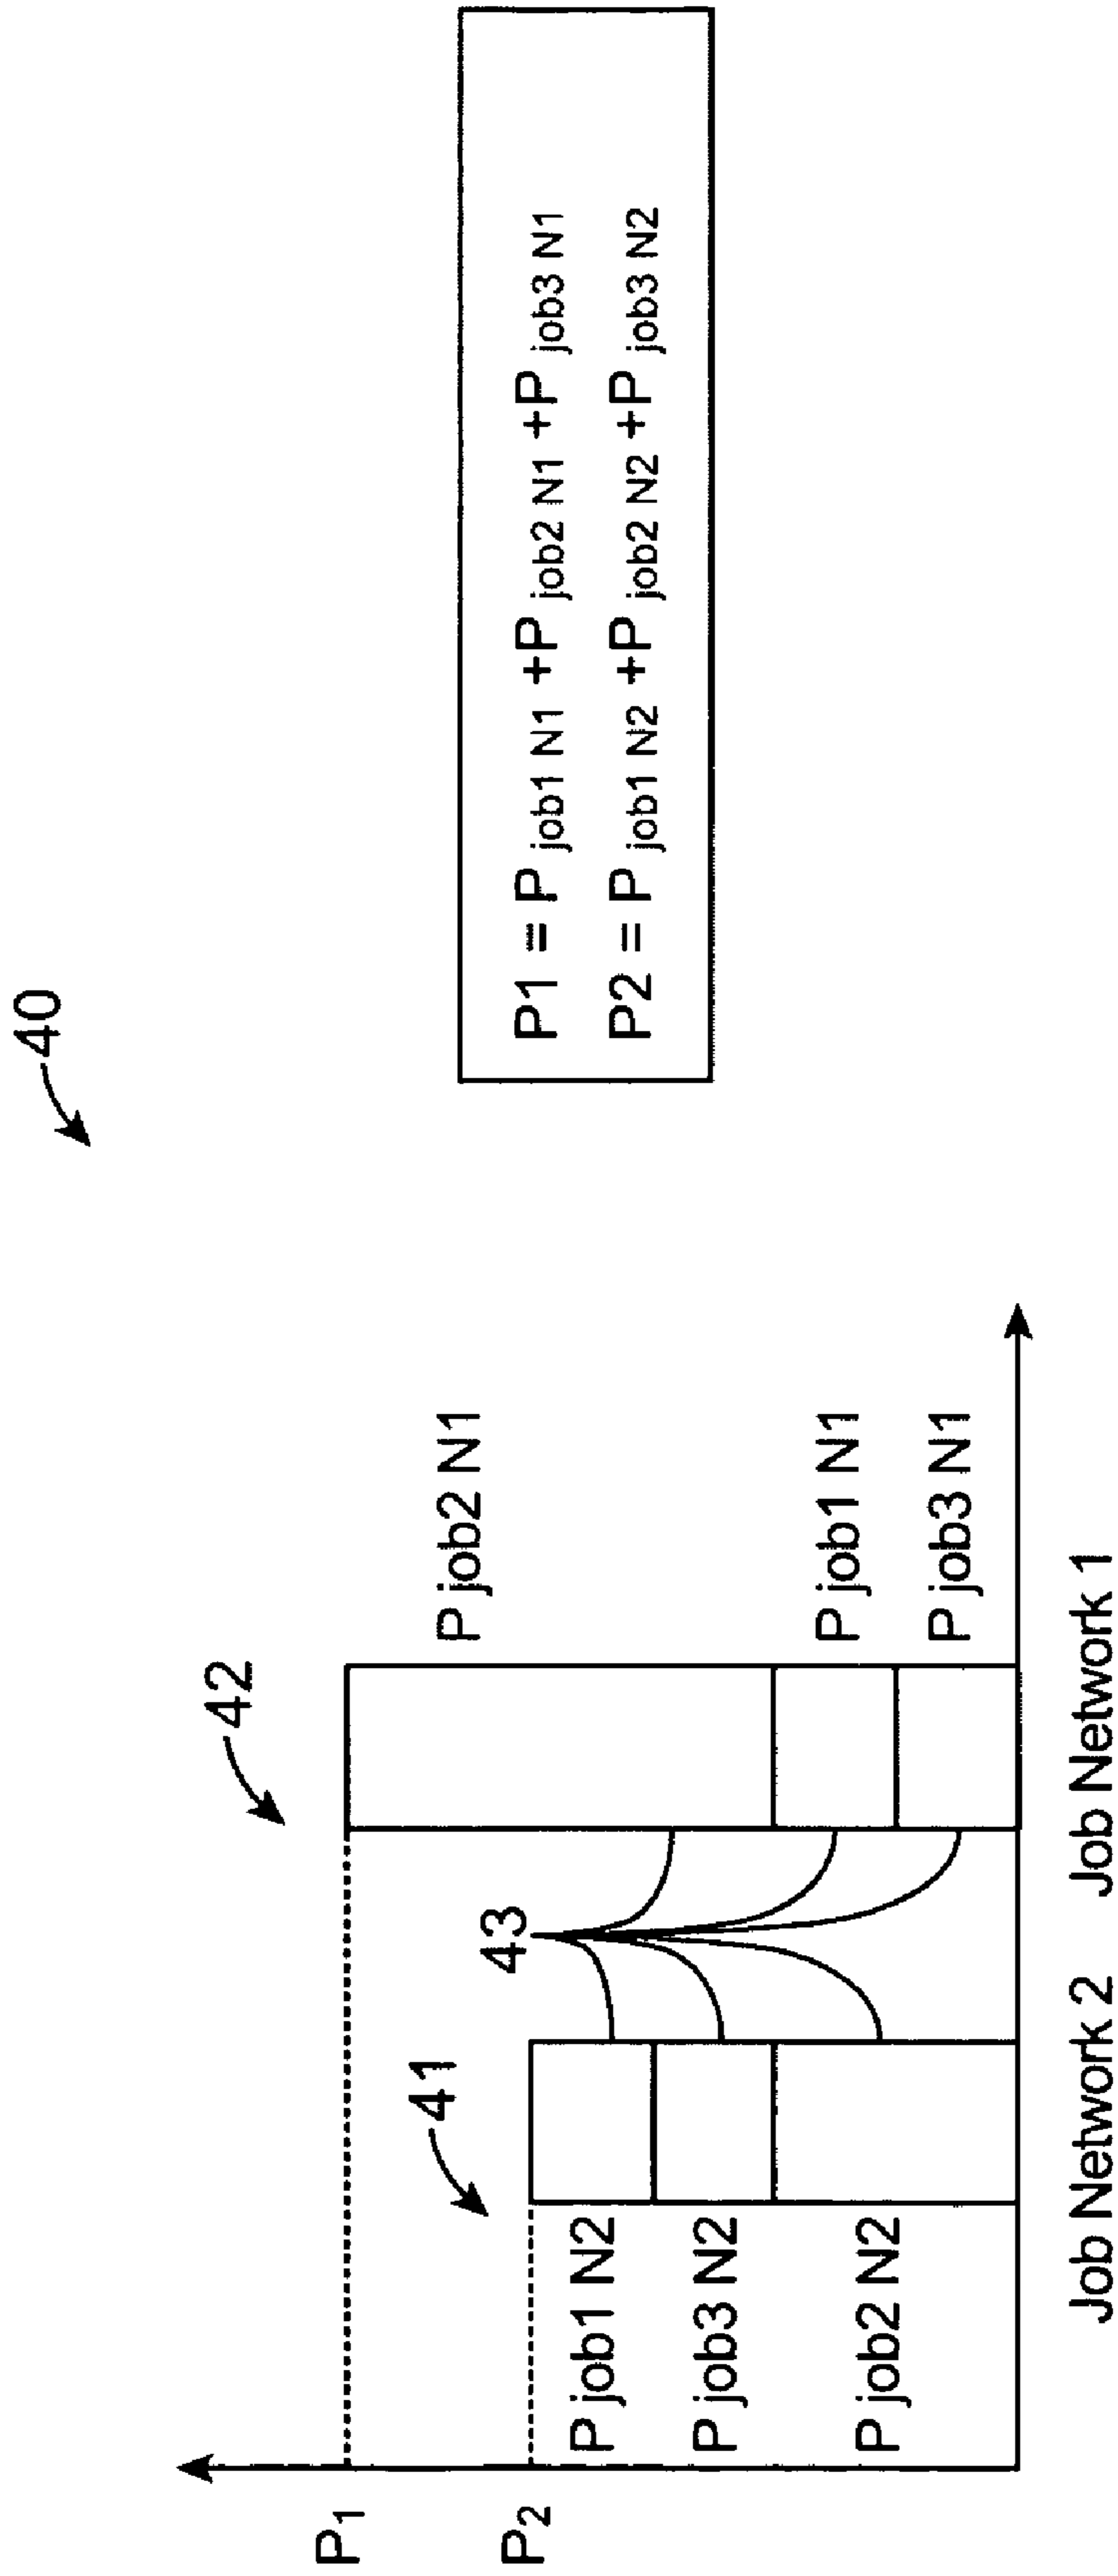 40
P1 = P job1 N1 +P job2 N1 +P job3 N1
P2 = P job1 N2 +P job2 N2 +P job3 N2
P1
P2
42
41
43
P job2 N1
P job1 N1
P job3 N1
P job1 N2
P job3 N2
P job2 N2
Job Network 2
Job Network 1